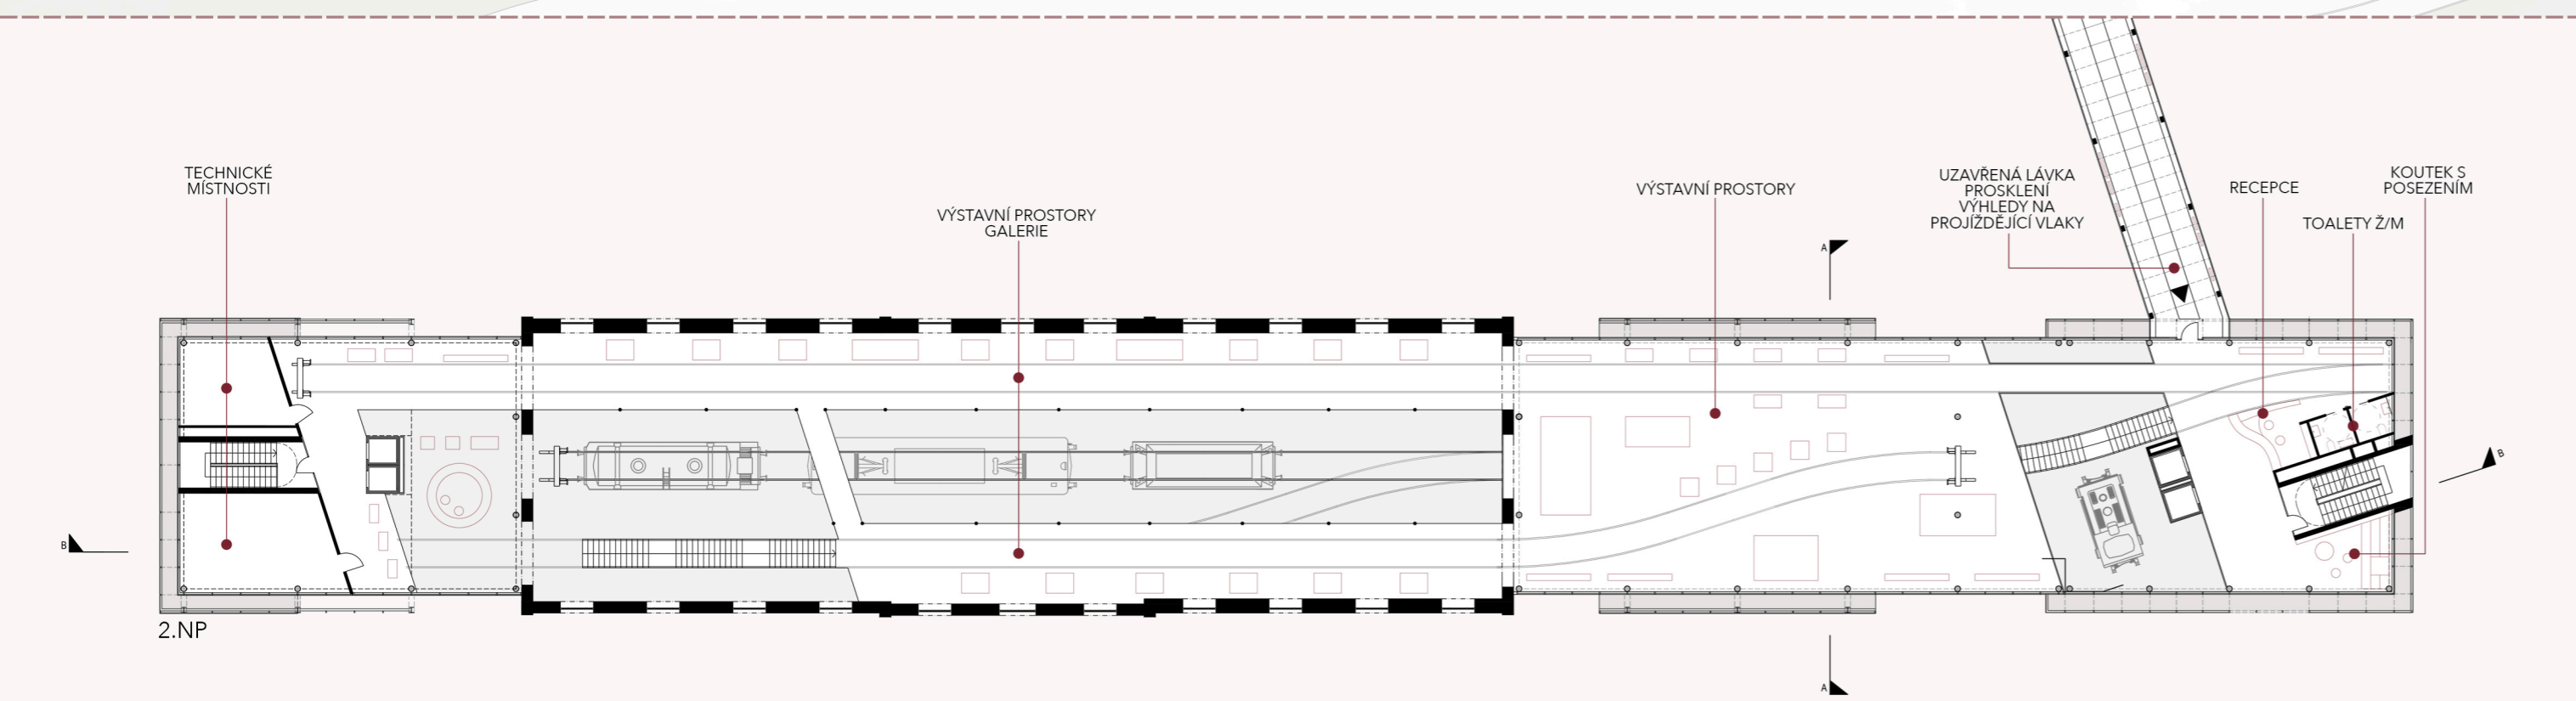 TECHNICKÉ
MÍSTNOSTI
VÝSTAVNÍ PROSTORY
GALERIE
VÝSTAVNÍ PROSTORY
UZAVŘENÁ LÁVKA
PROSKLENÍ
VÝHLEDY NA
PROJÍŽDĚJÍCÍ VLAKY
RECEPCE
TOALETY Ž/M
KOUTEK S
POSEZENÍM
A
B
B
A
2.NP